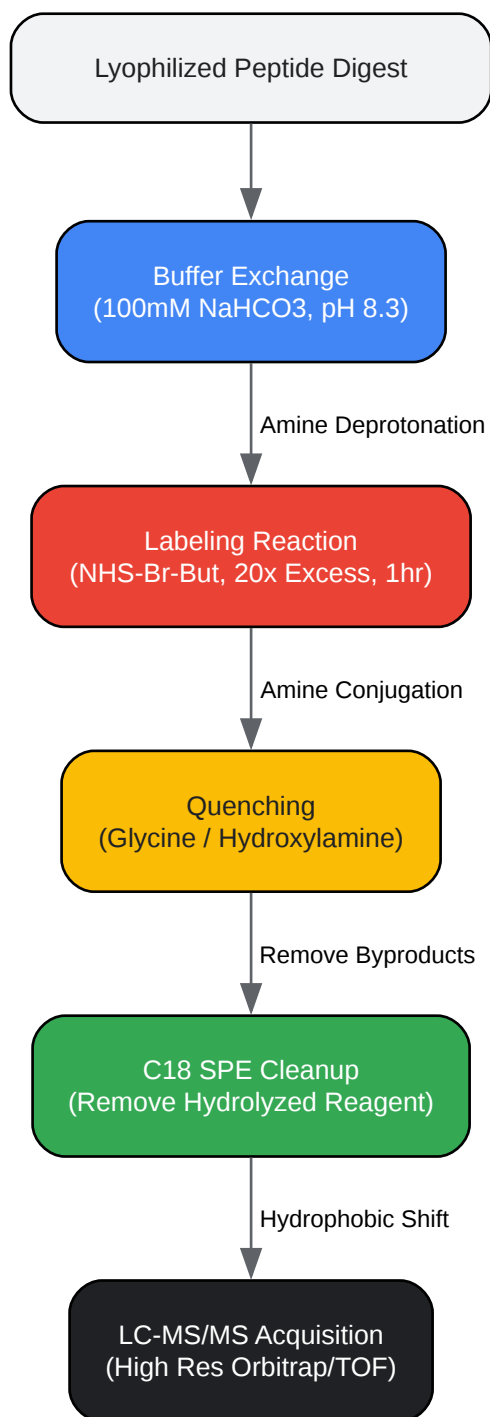 Lyophilized Peptide Digest
Buffer Exchange
(100mM NaHCO3, pH 8.3)
Amine Deprotonation
Labeling Reaction
(NHS-Br-But, 20x Excess, 1hr)
Amine Conjugation
Quenching
(Glycine / Hydroxylamine)
Remove Byproducts
C18 SPE Cleanup
(Remove Hydrolyzed Reagent)
Hydrophobic Shift
LC-MS/MS Acquisition
(High Res Orbitrap/TOF)